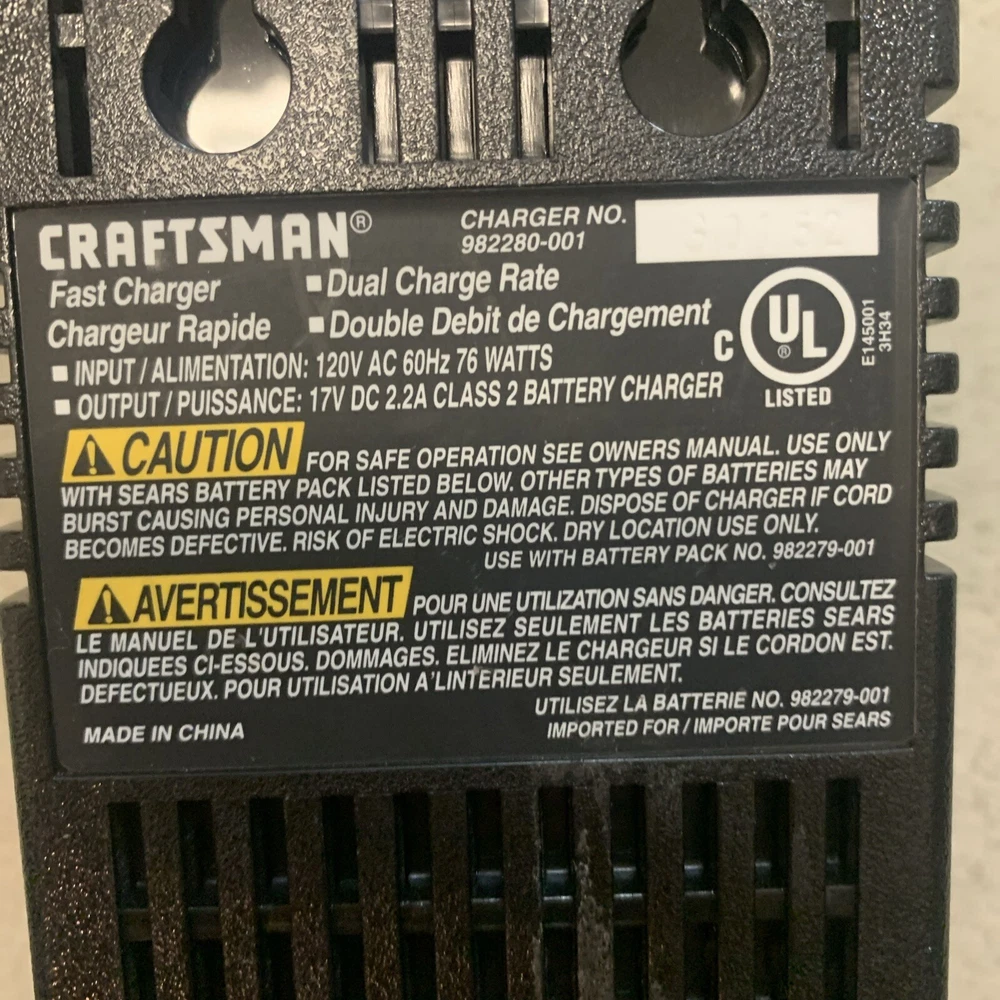 CRAFTSMAN®
CHARGER NO.
982280-001
Fast Charger ▪Dual Charge Rate
Chargeur Rapide ▪Double Debit de Chargement
▪ INPUT / ALIMENTATION: 120V AC 60Hz 76 WATTS
▪ OUTPUT / PUISSANCE: 17V DC 2.2A CLASS 2 BATTERY CHARGER
C UL ®
LISTED
E145001
3H34
CAUTION FOR SAFE OPERATION SEE OWNERS MANUAL. USE ONLY
WITH SEARS BATTERY PACK LISTED BELOW. OTHER TYPES OF BATTERIES MAY
BURST CAUSING PERSONAL INJURY AND DAMAGE. DISPOSE OF CHARGER IF CORD
BECOMES DEFECTIVE. RISK OF ELECTRIC SHOCK. DRY LOCATION USE ONLY.
USE WITH BATTERY PACK NO. 982279-001
AVERTISSEMENT POUR UNE UTILIZATION SANS DANGER. CONSULTEZ
LE MANUEL DE L'UTILISATEUR. UTILISEZ SEULEMENT LES BATTERIES SEARS
INDIQUEES CI-ESSOUS. DOMMAGES. ELIMINEZ LE CHARGEUR SI LE CORDON EST.
DEFECTUEUX. POUR UTILISATION A'LINTERIEUR SEULEMENT.
UTILISEZ LA BATTERIE NO. 982279-001
MADE IN CHINA
IMPORTED FOR / IMPORTE POUR SEARS